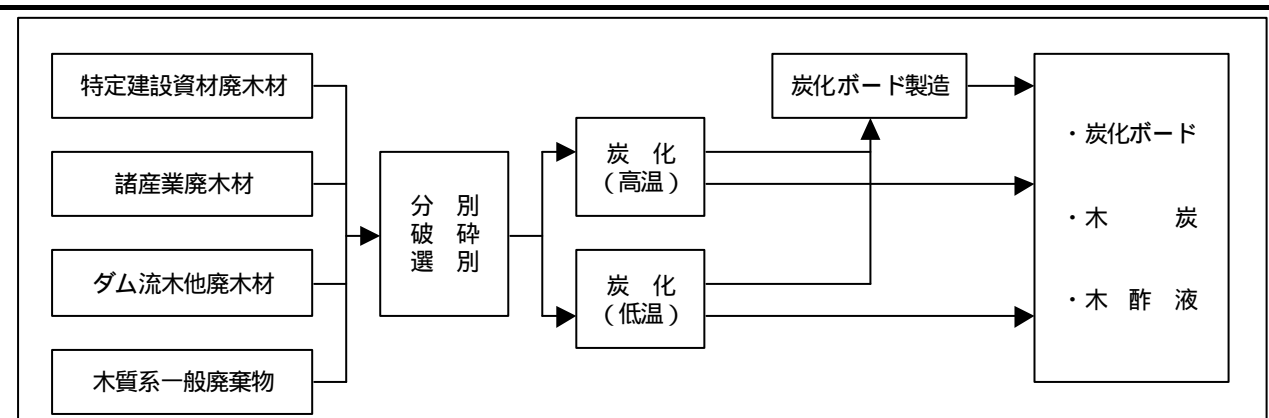 特定建設資材廃木材
諸産業廃木材
ダム流木他廃木材
木質系一般廃棄物
分　別
破　砕
選　別
炭　化
（高温）
炭　化
（低温）
炭化ボード製造
・炭化ボード
・木　　炭
・木　酢　液